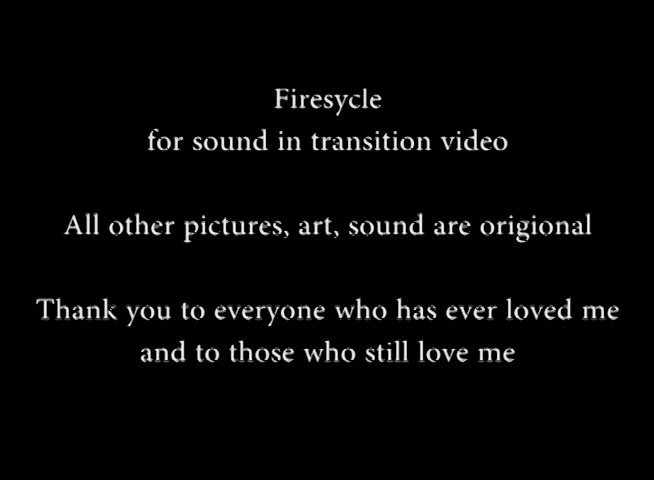 Firesycle
for sound in transition video
All other pictures, art, sound are origional
Thank you to everyone who has ever loved me
and to those who still love me